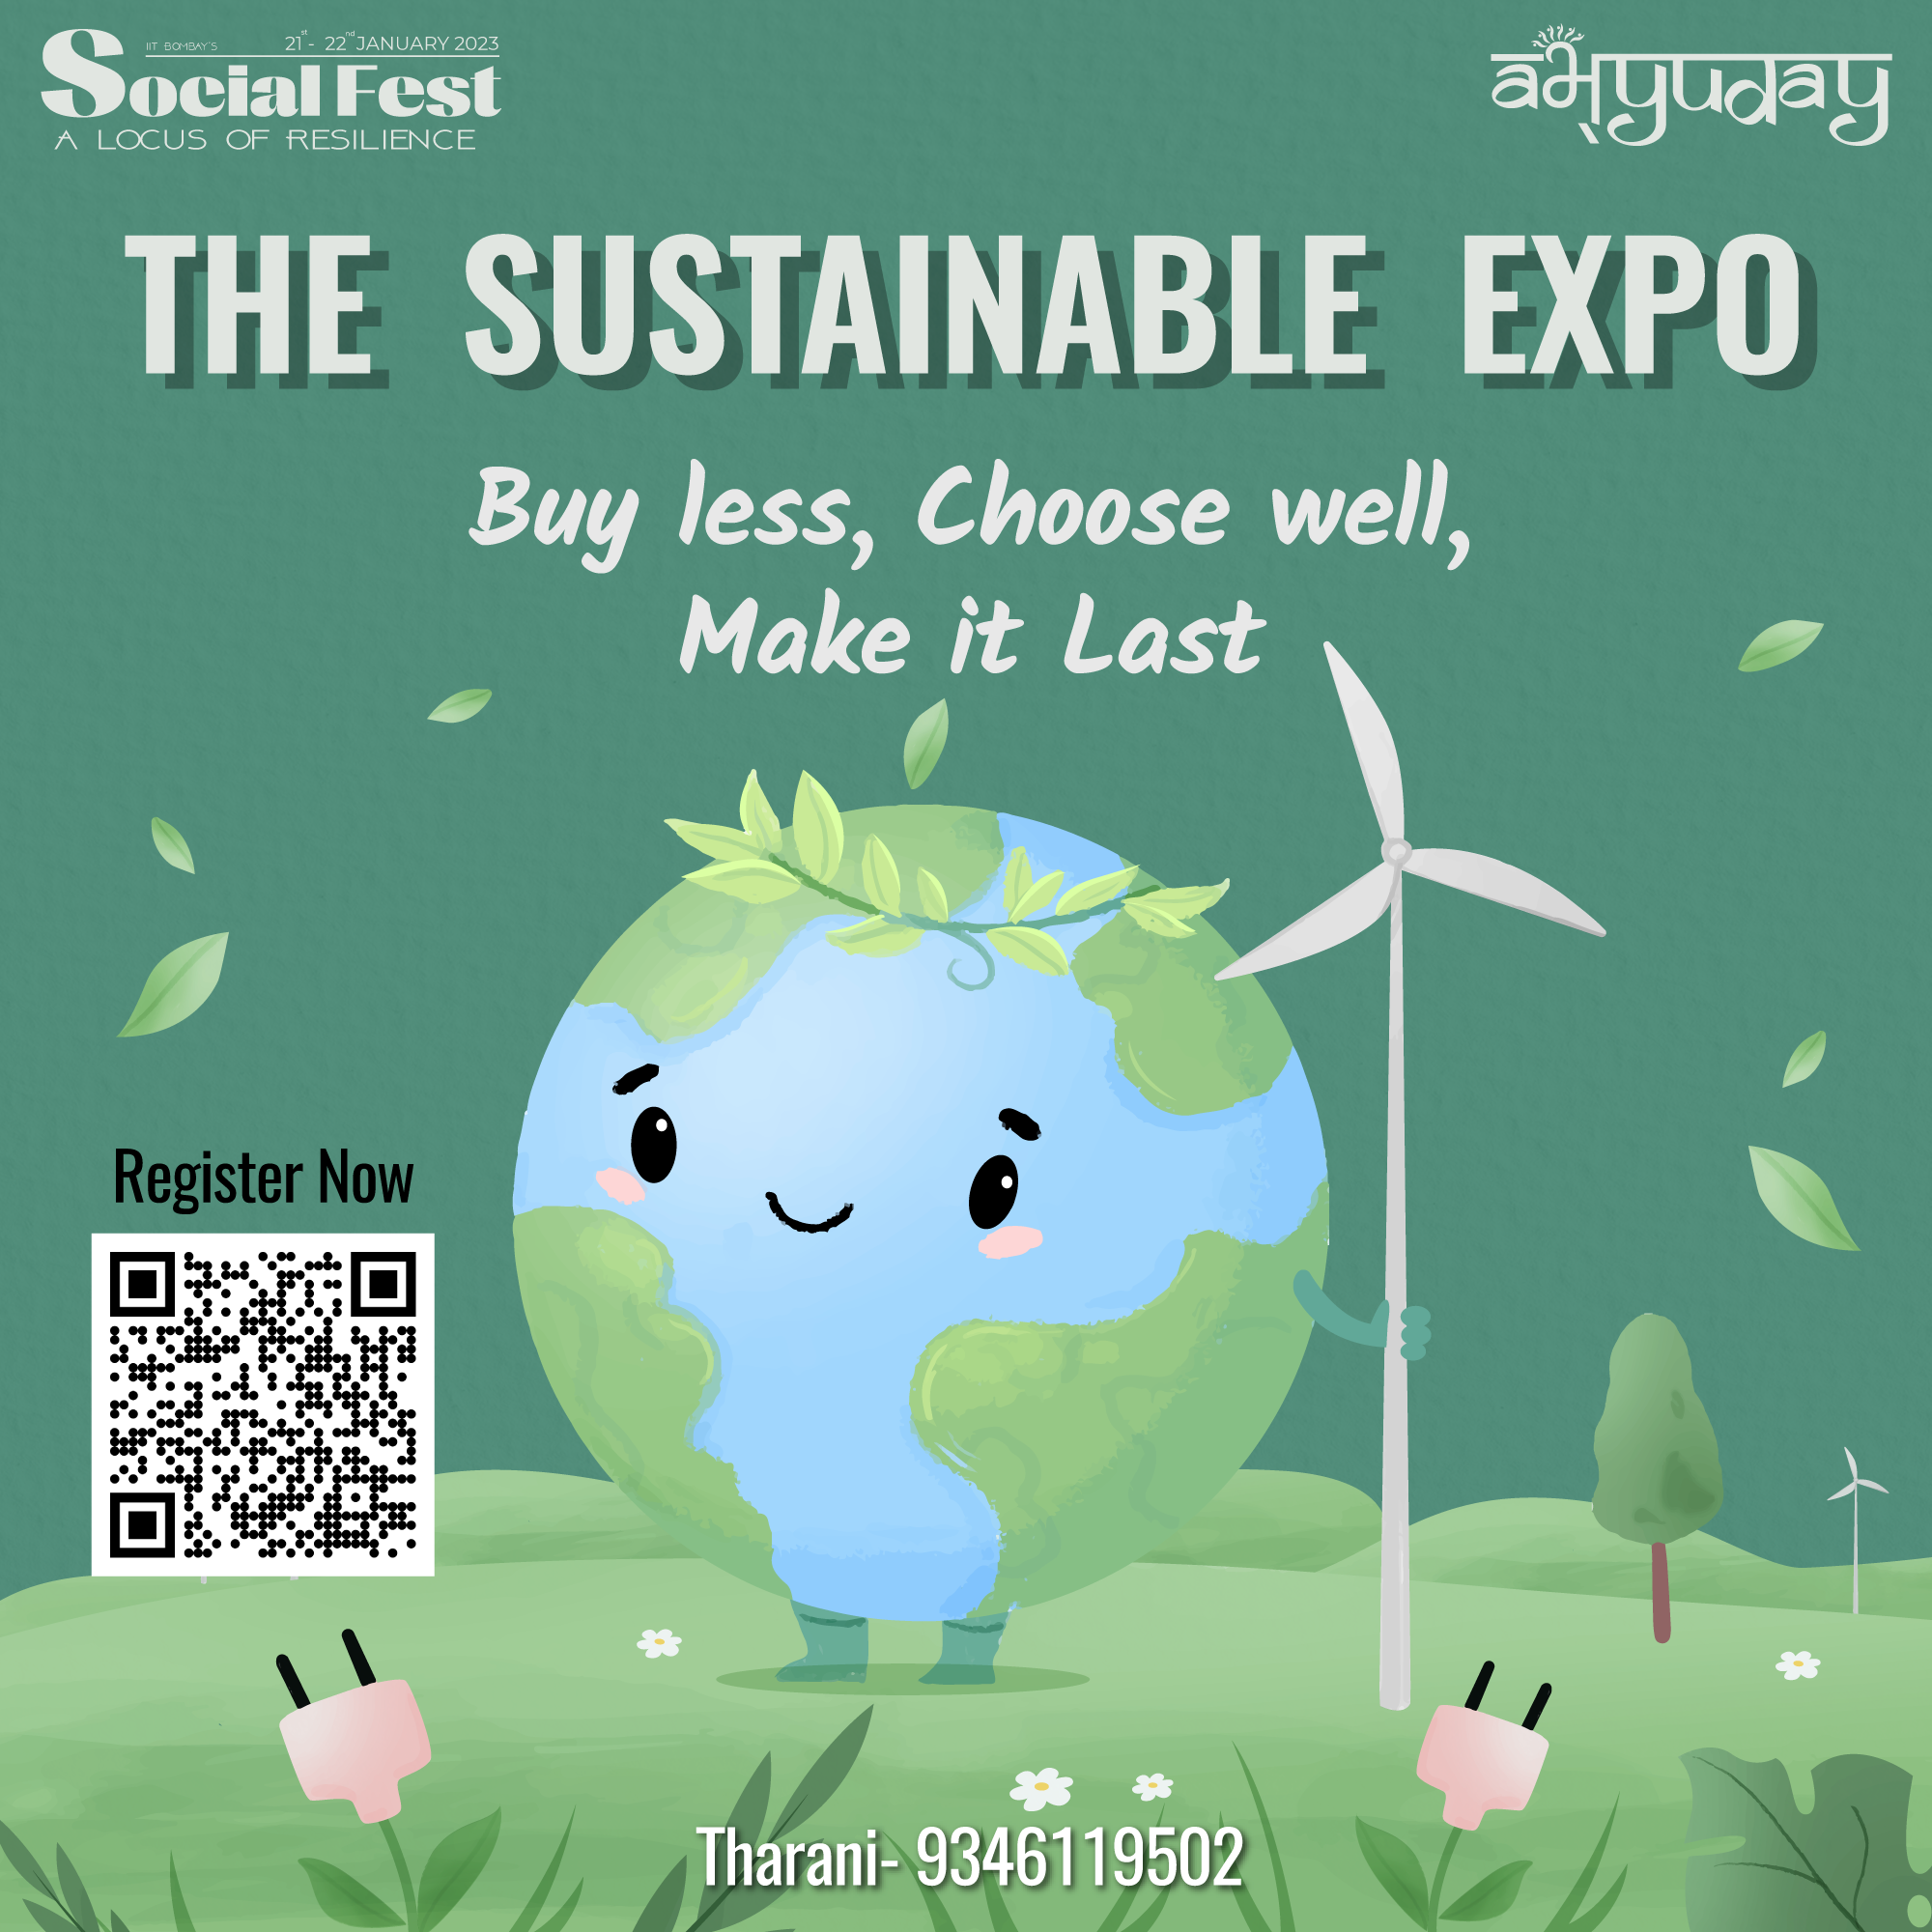 IIT BOMBAY'S 21st - 22nd JANUARY 2023
Social Fest
A LOCUS OF RESILIENCE
aभyuday
THE SUSTAINABLE EXPO
Buy less, Choose well,
Make it Last
Register Now
Tharani- 9346119502